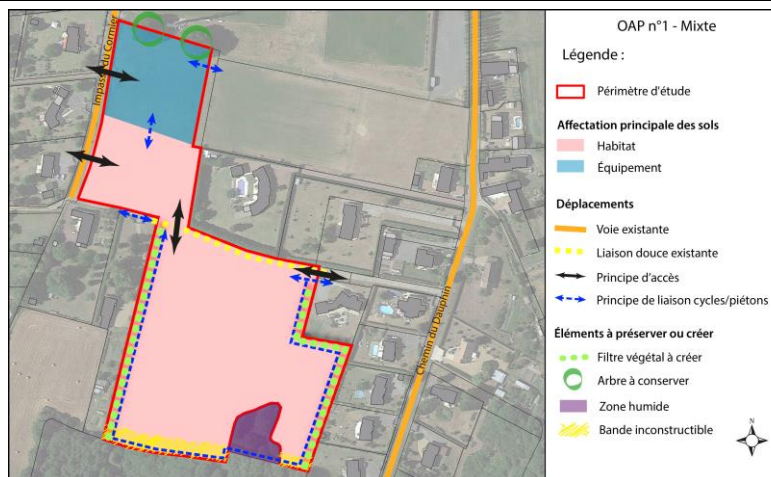 OAP n°1 - Mixte
Légende :
Périmètre d'étude
Affectation principale des sols
Habitat
Équipement
Déplacements
Voie existante
Liaison douce existante
Principe d'accès
Principe de liaison cycles/piétons
Éléments à préserver ou créer
Filtre végétal à créer
Arbre à conserver
Zone humide
Bande inconstructible
N
Impasse du Cormier
Chemin du Dauphin